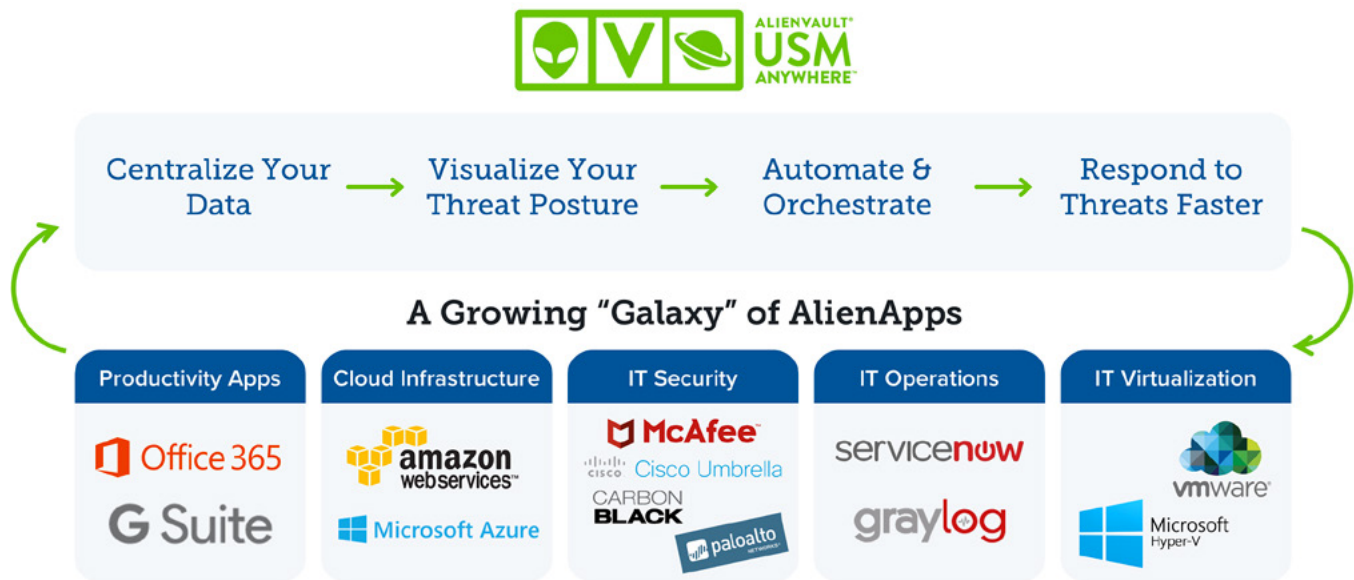 ALIENVAULT®
USM
ANYWHERE™
Centralize Your
Data
Visualize Your
Threat Posture
Automate &
Orchestrate
Respond to
Threats Faster
A Growing “Galaxy” of AlienApps
Productivity Apps
Office 365
G Suite
Cloud Infrastructure
amazon
webservices™
Microsoft Azure
IT Security
McAfee™
cisco Cisco Umbrella
CARBON
BLACK
paloalto
NETWORKS™
IT Operations
servicenow
graylog
IT Virtualization
vmware®
Microsoft
Hyper-V